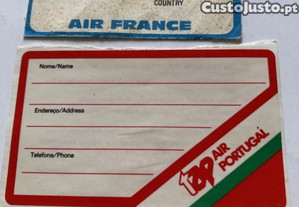 CustoJusto.pt
COUNTRY
AIR FRANCE
Nome/Name
Endereço/Address
Telefone/Phone
tap AIR
PORTUGAL